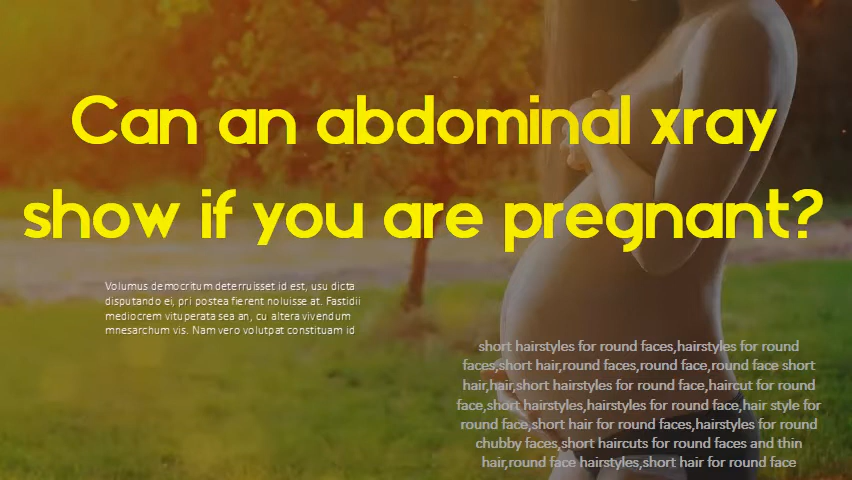 Can an abdominal xray
show if you are pregnant?
Volumus democritum deterruisset id est, usu dicta
disputando ei, pri postea fierent noluisse at. Fastidii
mediocrem vituperata sea an, cu altera vivendum
mnesarchum vis. Nam vero volutpat constituam id
short hairstyles for round faces,hairstyles for round
faces,short hair,round faces,round face,round face short
hair,hair,short hairstyles for round face,haircut for round
face,short hairstyles,hairstyles for round face,hair style for
round face,short hair for round faces,hairstyles for round
chubby faces,short haircuts for round faces and thin
hair,round face hairstyles,short hair for round face